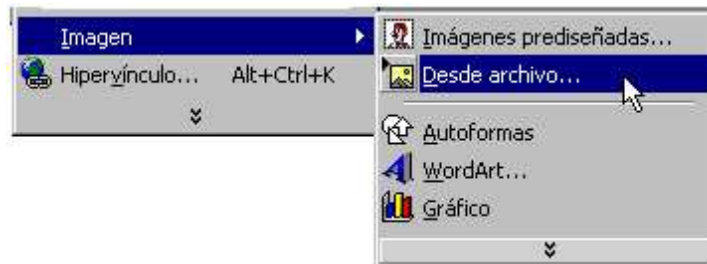 Imagen
Hipervínculo... Alt+Ctrl+K
Imágenes prediseñadas...
Desde archivo...
Autoformas
WordArt...
Gráfico